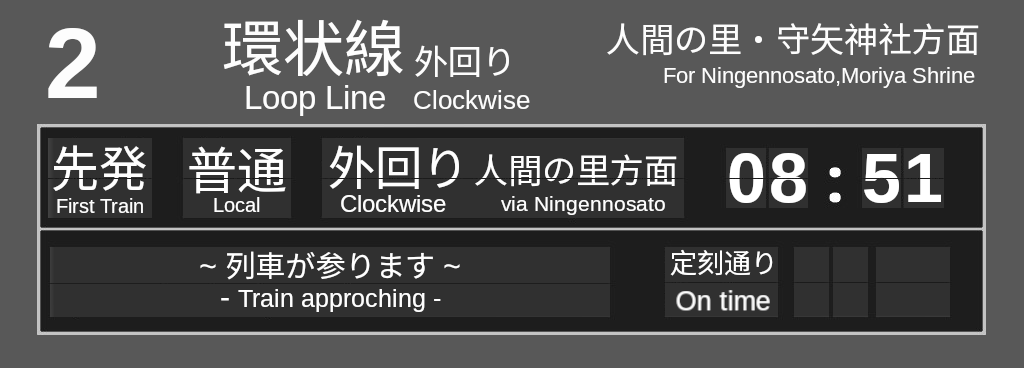 2
環状線 外回り
Loop Line Clockwise
人間の里・守矢神社方面
For Ningennosato,Moriya Shrine
先発 普通 外回り 人間の里方面 08:51
First Train Local Clockwise via Ningennosato
~ 列車が参ります ~ 定刻通り
- Train approching - On time